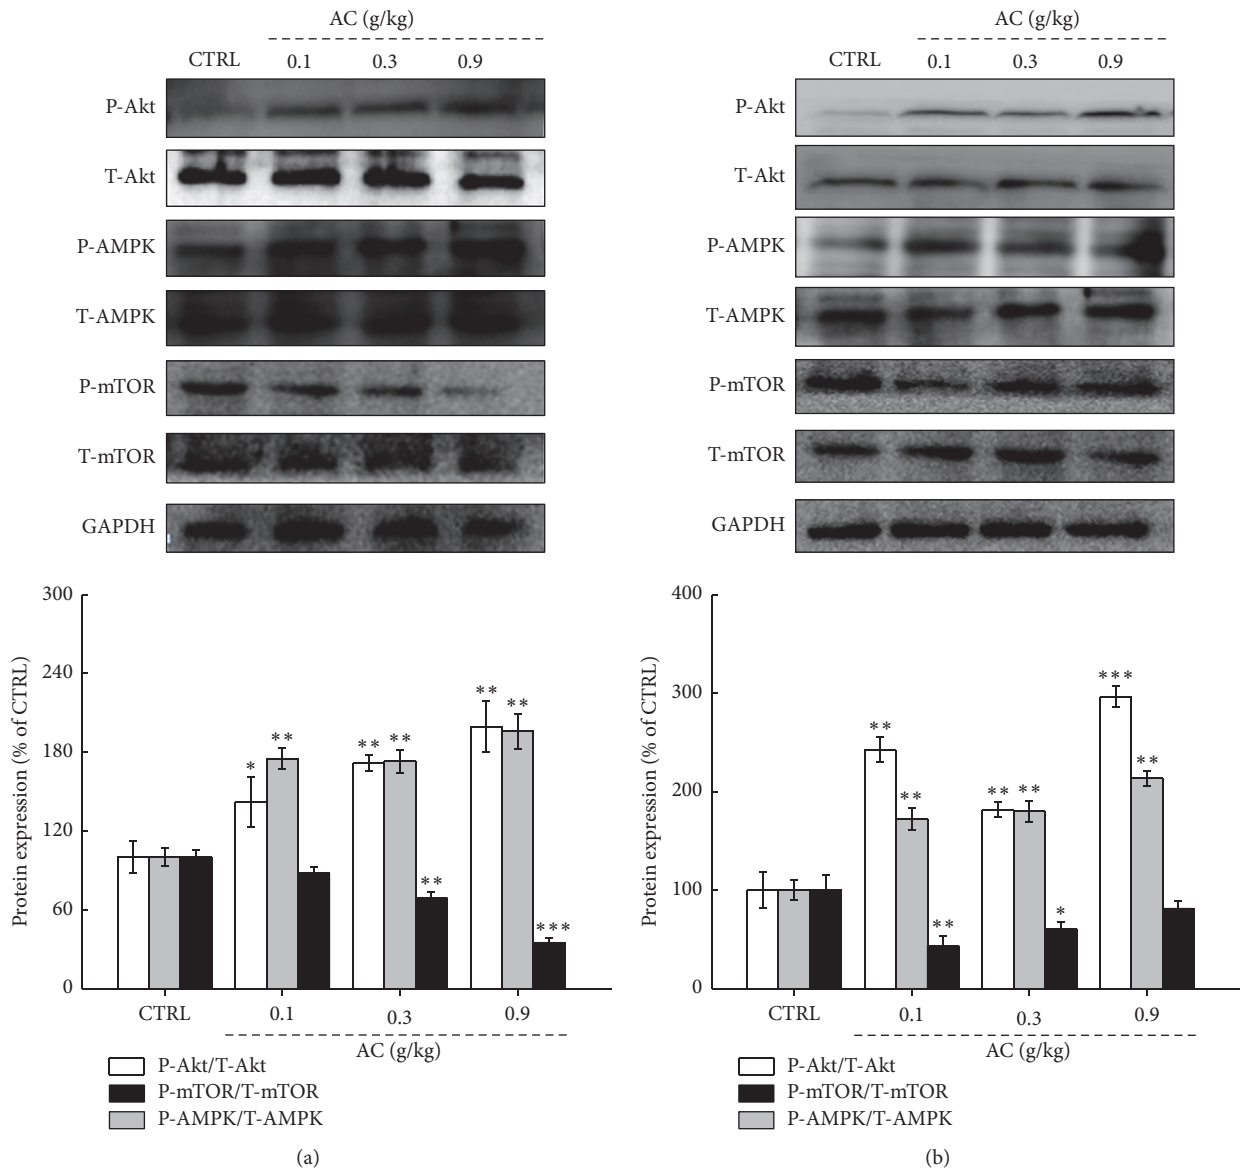 AC (g/kg)
CTRL 0.1 0.3 0.9
P-Akt
T-Akt
P-AMPK
T-AMPK
P-mTOR
T-mTOR
GAPDH
300
240
180
120
60
0
Protein expression (% of CTRL)
* ** ** ** ** ** ** ***
CTRL 0.1 0.3 0.9
AC (g/kg)
P-Akt/T-Akt
P-mTOR/T-mTOR
P-AMPK/T-AMPK
(a)
AC (g/kg)
CTRL 0.1 0.3 0.9
P-Akt
T-Akt
P-AMPK
T-AMPK
P-mTOR
T-mTOR
GAPDH
400
300
200
100
0
Protein expression (% of CTRL)
** ** ** ** ** * *** **
CTRL 0.1 0.3 0.9
AC (g/kg)
P-Akt/T-Akt
P-mTOR/T-mTOR
P-AMPK/T-AMPK
(b)